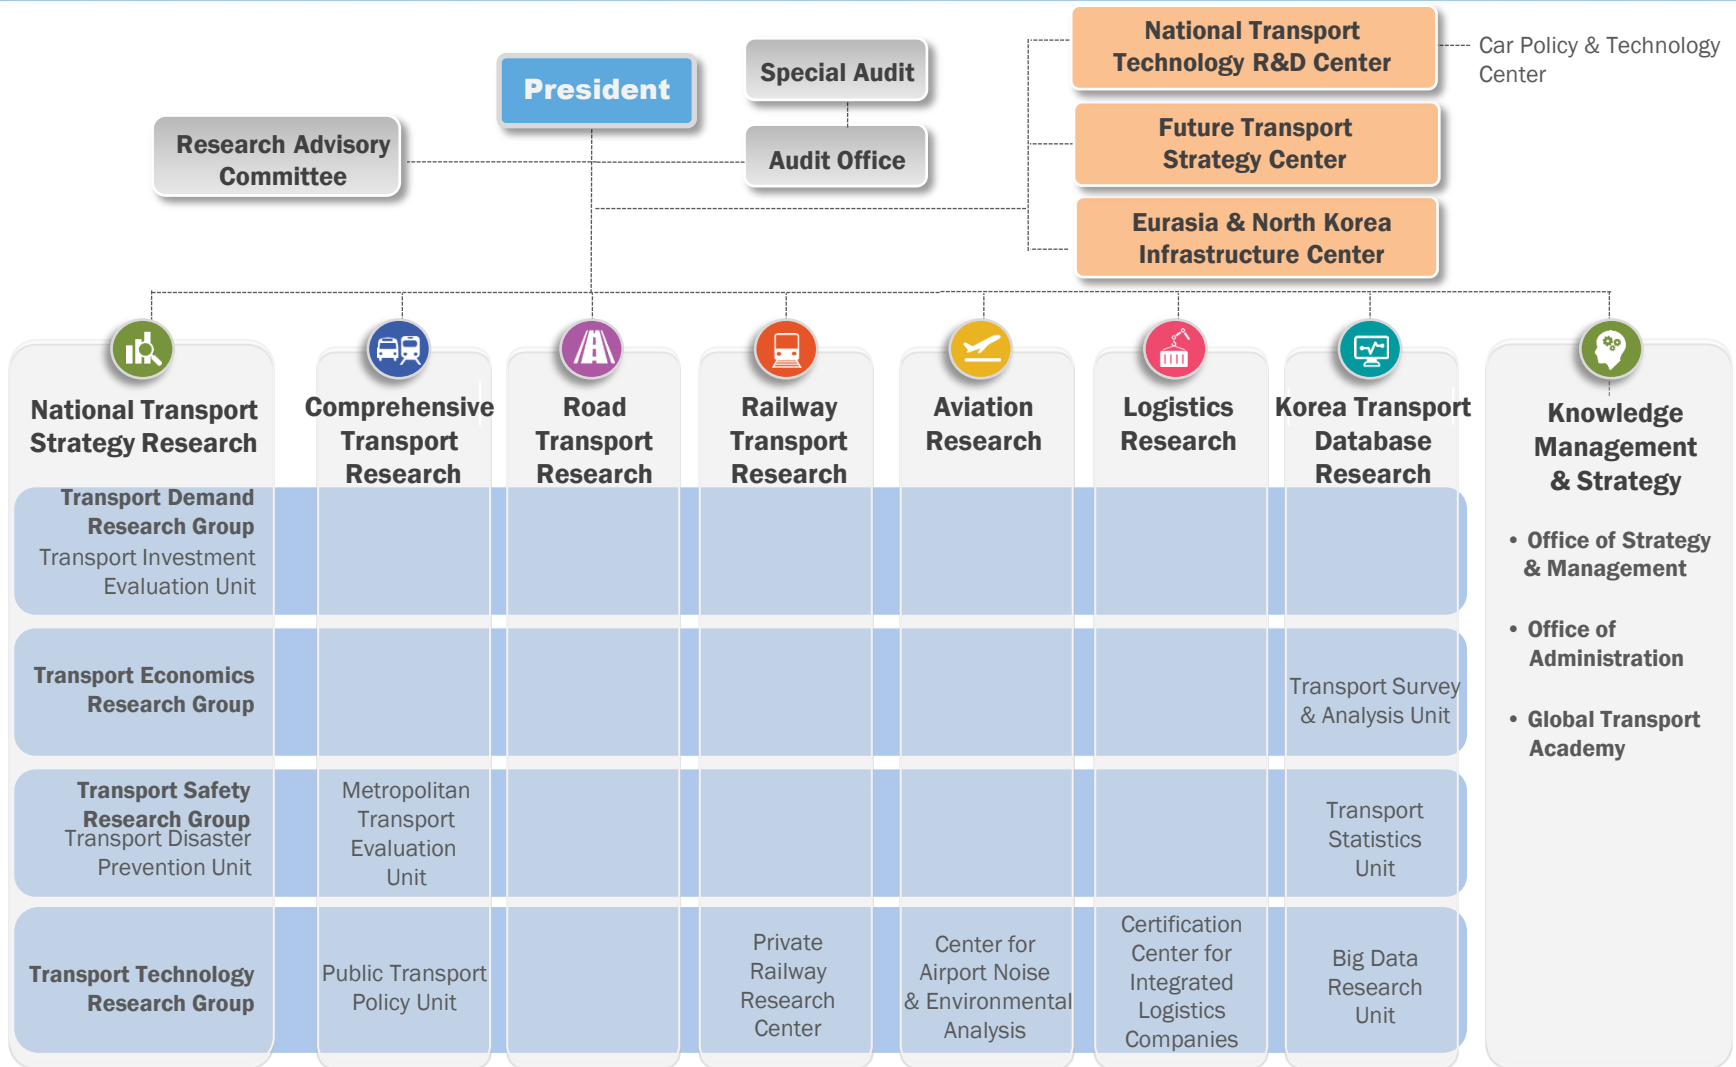 President
Special Audit
Research Advisory
Committee
Audit Office
National Transport
Technology R&D Center
Car Policy & Technology
Center
Future Transport
Strategy Center
Eurasia & North Korea
Infrastructure Center
National Transport
Strategy Research
Transport Demand
Research Group
Transport Investment
Evaluation Unit
Transport Economics
Research Group
Transport Safety
Research Group
Transport Disaster
Prevention Unit
Transport Technology
Research Group
Comprehensive
Transport
Research
Metropolitan
Transport
Evaluation
Unit
Public Transport
Policy Unit
Road
Transport
Research
Railway
Transport
Research
Private
Railway
Research
Center
Aviation
Research
Center for
Airport Noise
& Environmental
Analysis
Logistics
Research
Certification
Center for
Integrated
Logistics
Companies
Korea Transport
Database
Research
Transport Survey
& Analysis Unit
Transport
Statistics
Unit
Big Data
Research
Unit
Knowledge
Management
& Strategy
• Office of Strategy
& Management
• Office of
Administration
• Global Transport
Academy